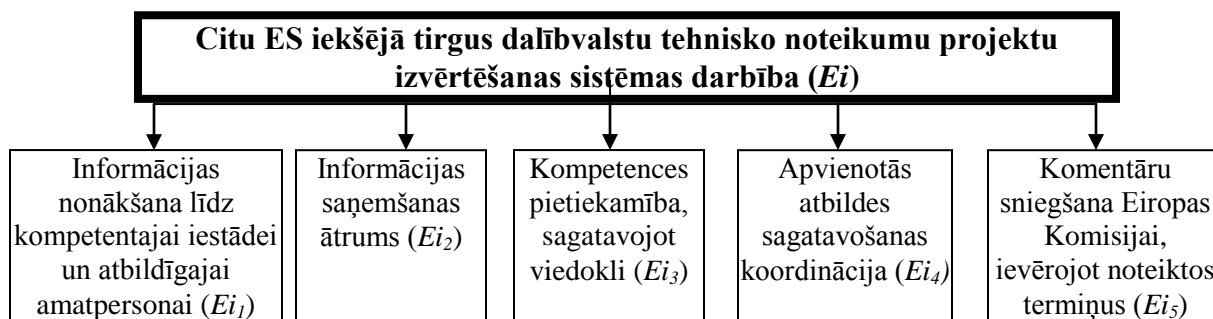 Citu ES iekšējā tirgus dalībvalstu tehnisko noteikumu projektu
izvērtēšanas sistēmas darbība (Ei)
Informācijas
nonākšana līdz
kompetentajai iestādei
un atbildīgajai
amatpersonai (Ei₁)
Informācijas
saņemšanas
ātrums (Ei₂)
Kompetences
pietiekamība,
sagatavojot
viedokli (Ei₃)
Apvienotās
atbildes
sagatavošanas
koordinācija (Ei₄)
Komentāru
sniegšana Eiropas
Komisijai,
ievērojot noteiktos
termiņus (Ei₅)